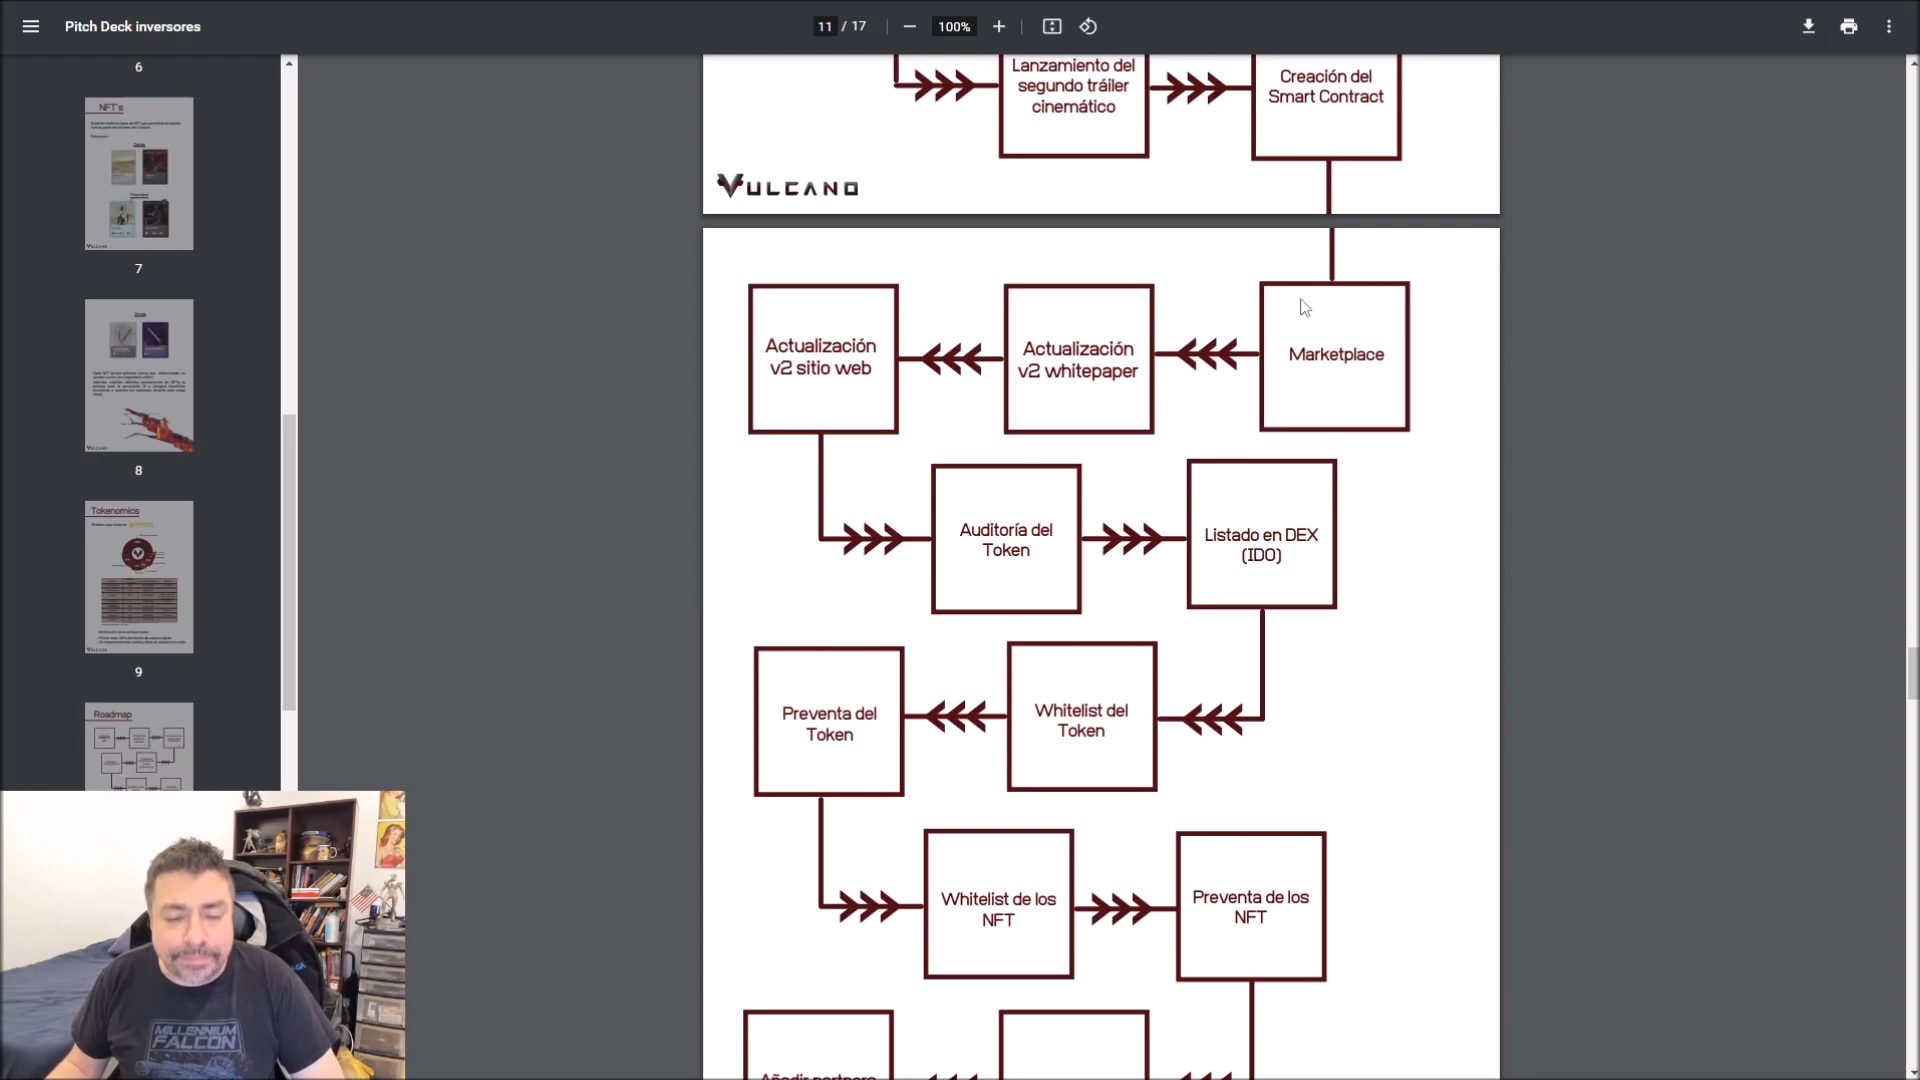 Pitch Deck inversores
11 / 17
100%
6
NFT's
7
8
Tokenomics
9
Roadmap
Lanzamiento del
segundo tráiler
cinemático
Creación del
Smart Contract
VULCANO
Actualización
v2 sitio web
Actualización
v2 whitepaper
Marketplace
Auditoría del
Token
Listado en DEX
(IDO)
Preventa del
Token
Whitelist del
Token
Whitelist de los
NFT
Preventa de los
NFT
Añadir partners
MILLENNIUM
FALCON